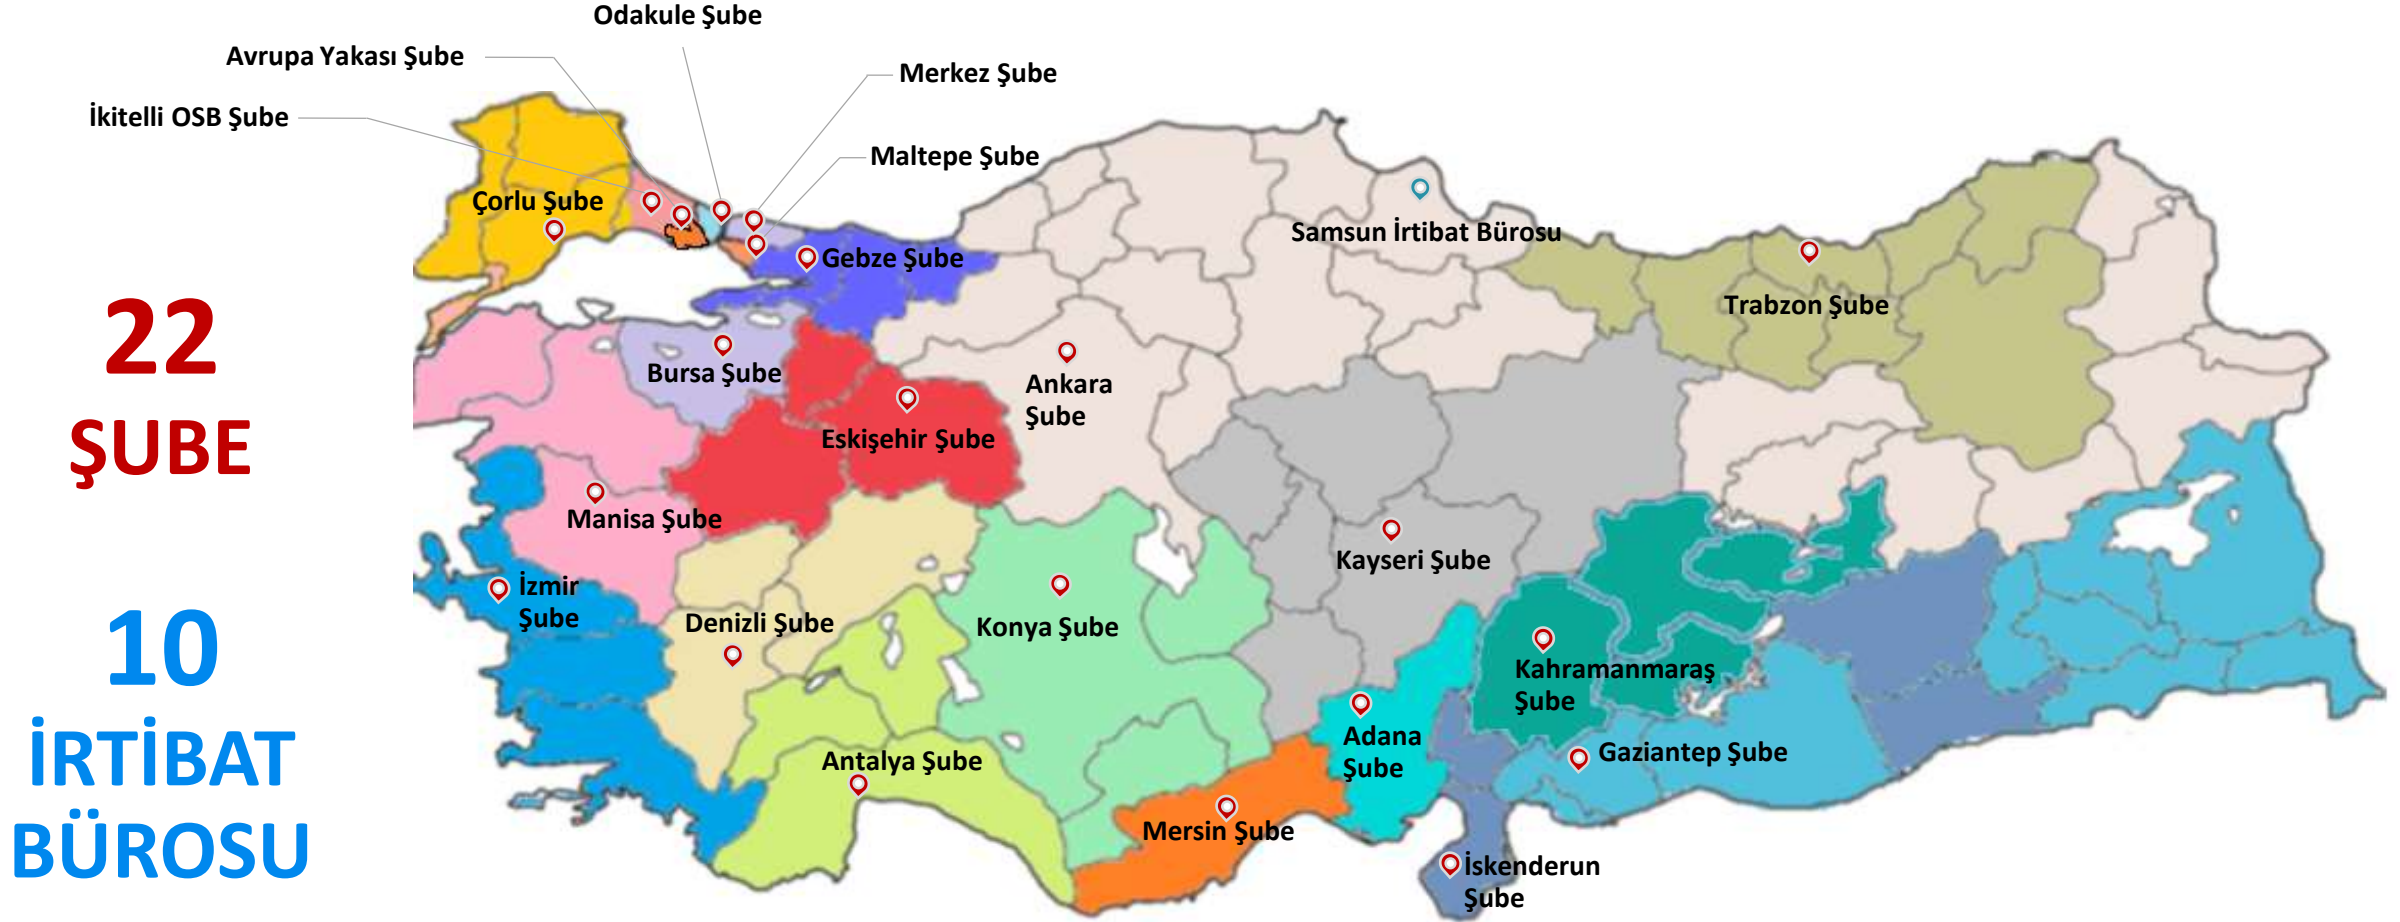 Odakule Şube
Avrupa Yakası Şube
Merkez Şube
İkitelli OSB Şube
Maltepe Şube
Çorlu Şube
Samsun İrtibat Bürosu
Gebze Şube
Trabzon Şube
22
ŞUBE
Bursa Şube
Ankara
Şube
Eskişehir Şube
Manisa Şube
Kayseri Şube
İzmir
Şube
Denizli Şube
Konya Şube
10
İRTİBAT
BÜROSU
Kahramanmaraş
Şube
Adana
Şube
Gaziantep Şube
Antalya Şube
Mersin Şube
İskenderun
Şube